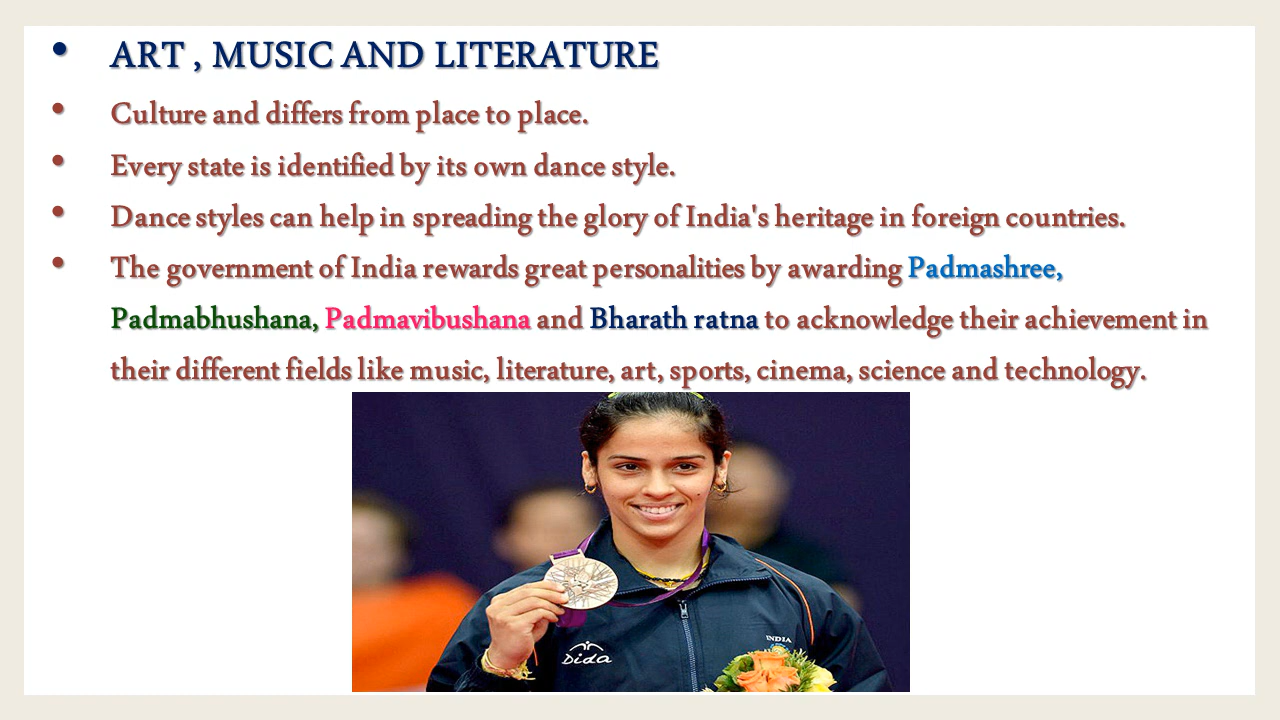 • ART , MUSIC AND LITERATURE
• Culture and differs from place to place.
• Every state is identified by its own dance style.
• Dance styles can help in spreading the glory of India's heritage in foreign countries.
• The government of India rewards great personalities by awarding Padmashree,
Padmabhushana, Padmavibushana and Bharath ratna to acknowledge their achievement in
their different fields like music, literature, art, sports, cinema, science and technology.
INDIA
Dida